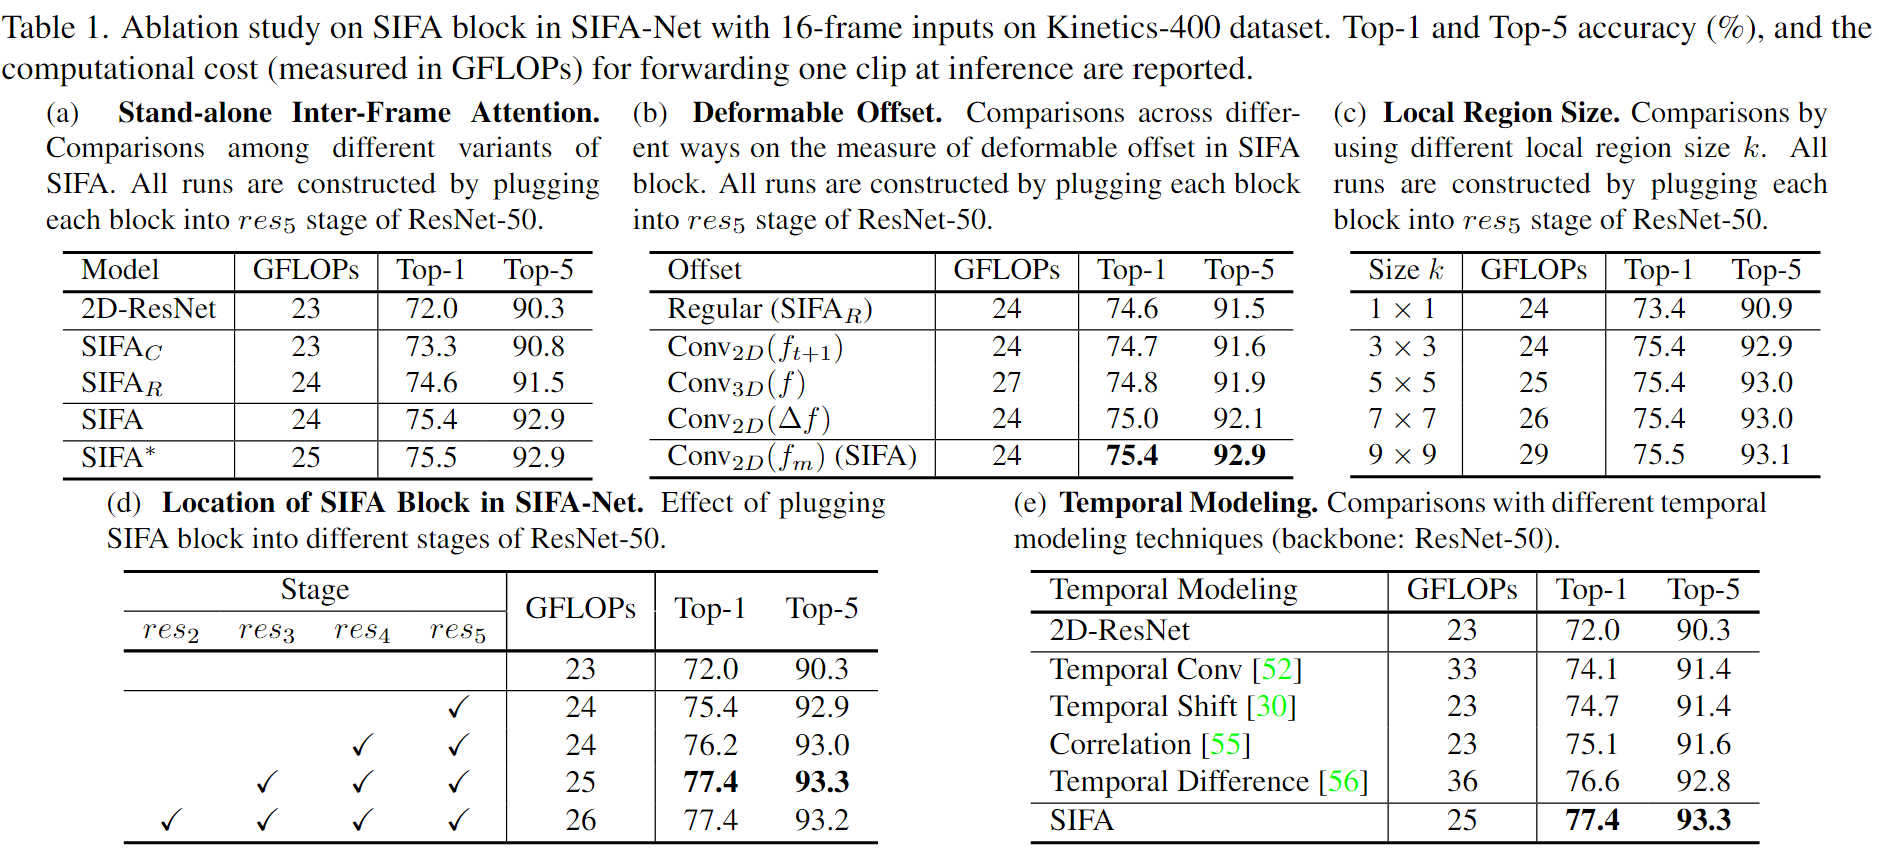 Table 1. Ablation study on SIFA block in SIFA-Net with 16-frame inputs on Kinetics-400 dataset. Top-1 and Top-5 accuracy (%), and the
computational cost (measured in GFLOPs) for forwarding one clip at inference are reported.
(a) Stand-alone Inter-Frame Attention.
Comparisons among different variants of
SIFA. All runs are constructed by plugging
each block into res₅ stage of ResNet-50.
Model GFLOPs Top-1 Top-5
2D-ResNet 23 72.0 90.3
SIFA_C 23 73.3 90.8
SIFA_R 24 74.6 91.5
SIFA 24 75.4 92.9
SIFA* 25 75.5 92.9
(b) Deformable Offset. Comparisons across differ-
ent ways on the measure of deformable offset in SIFA
block. All runs are constructed by plugging each block
into res₅ stage of ResNet-50.
Offset GFLOPs Top-1 Top-5
Regular (SIFA_R) 24 74.6 91.5
Conv_2D(f_t+1) 24 74.7 91.6
Conv_3D(f) 27 74.8 91.9
Conv_2D(Δf) 24 75.0 92.1
Conv_2D(f_m) (SIFA) 24 75.4 92.9
(c) Local Region Size. Comparisons by
using different local region size k. All
runs are constructed by plugging each
block into res₅ stage of ResNet-50.
Size k GFLOPs Top-1 Top-5
1 × 1 24 73.4 90.9
3 × 3 24 75.4 92.9
5 × 5 25 75.4 93.0
7 × 7 26 75.4 93.0
9 × 9 29 75.5 93.1
(d) Location of SIFA Block in SIFA-Net. Effect of plugging
SIFA block into different stages of ResNet-50.
Stage GFLOPs Top-1 Top-5
res₂ res₃ res₄ res₅
23 72.0 90.3
✓ 24 75.4 92.9
✓ ✓ 24 76.2 93.0
✓ ✓ ✓ 25 77.4 93.3
✓ ✓ ✓ ✓ 26 77.4 93.2
(e) Temporal Modeling. Comparisons with different temporal
modeling techniques (backbone: ResNet-50).
Temporal Modeling GFLOPs Top-1 Top-5
2D-ResNet 23 72.0 90.3
Temporal Conv [52] 33 74.1 91.4
Temporal Shift [30] 23 74.7 91.4
Correlation [55] 23 75.1 91.6
Temporal Difference [56] 36 76.6 92.8
SIFA 25 77.4 93.3